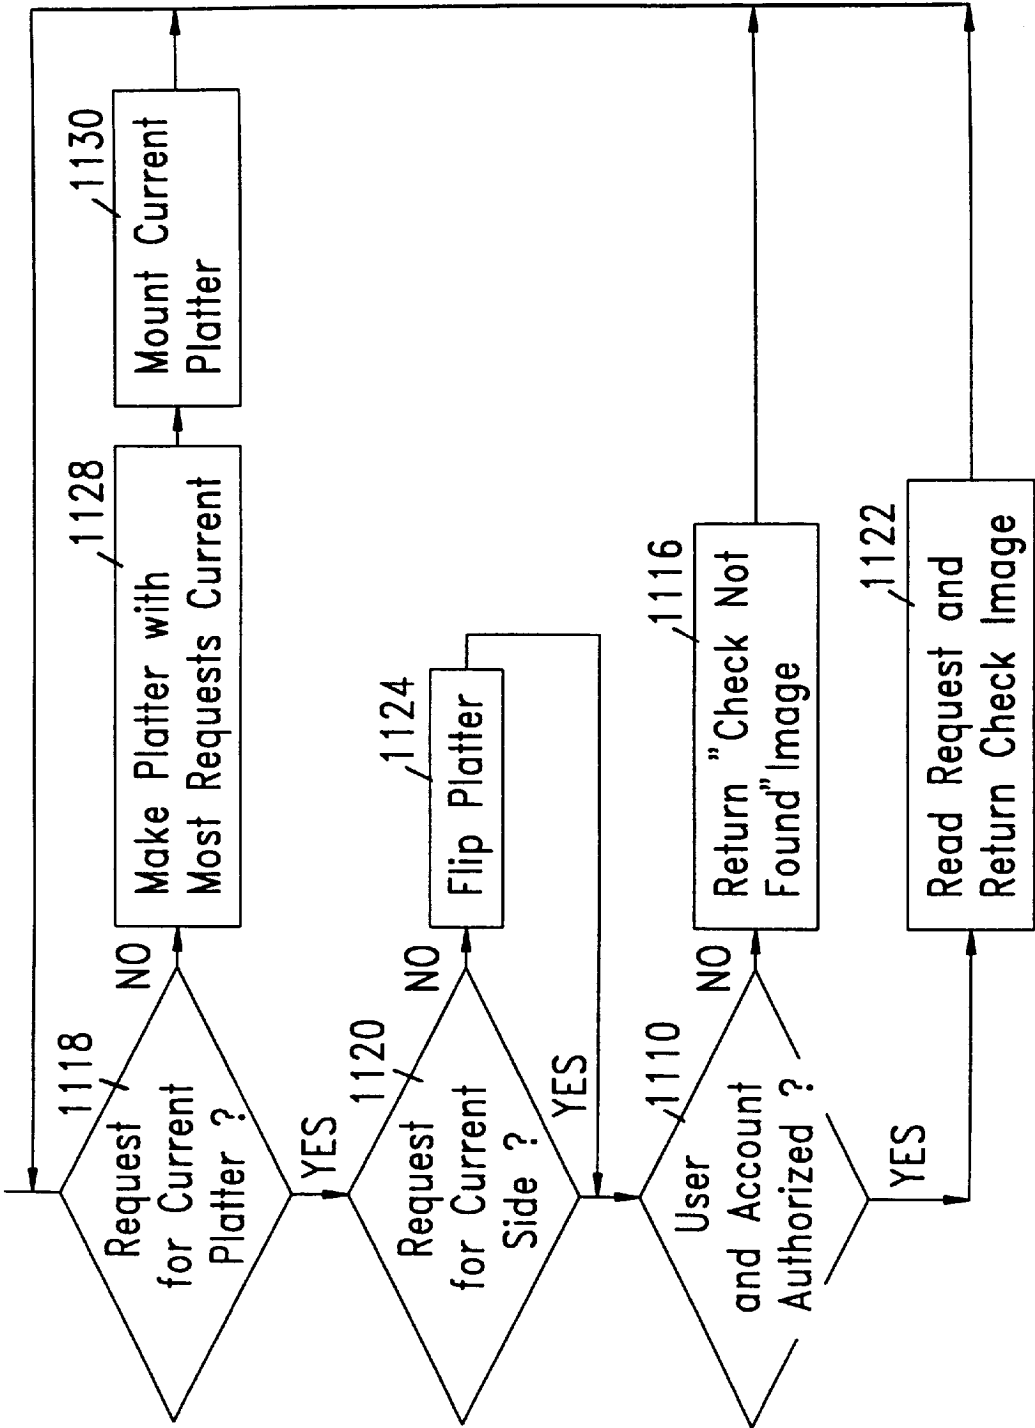 1118
Request
for Current
Platter ?
NO
1128
Make Platter with
Most Requests Current
1130
Mount Current
Platter
YES
1120
Request
for Current
Side ?
NO
1124
Flip Platter
YES
1110
User
and Account
Authorized ?
NO
1116
Return "Check Not
Found" Image
YES
1122
Read Request and
Return Check Image